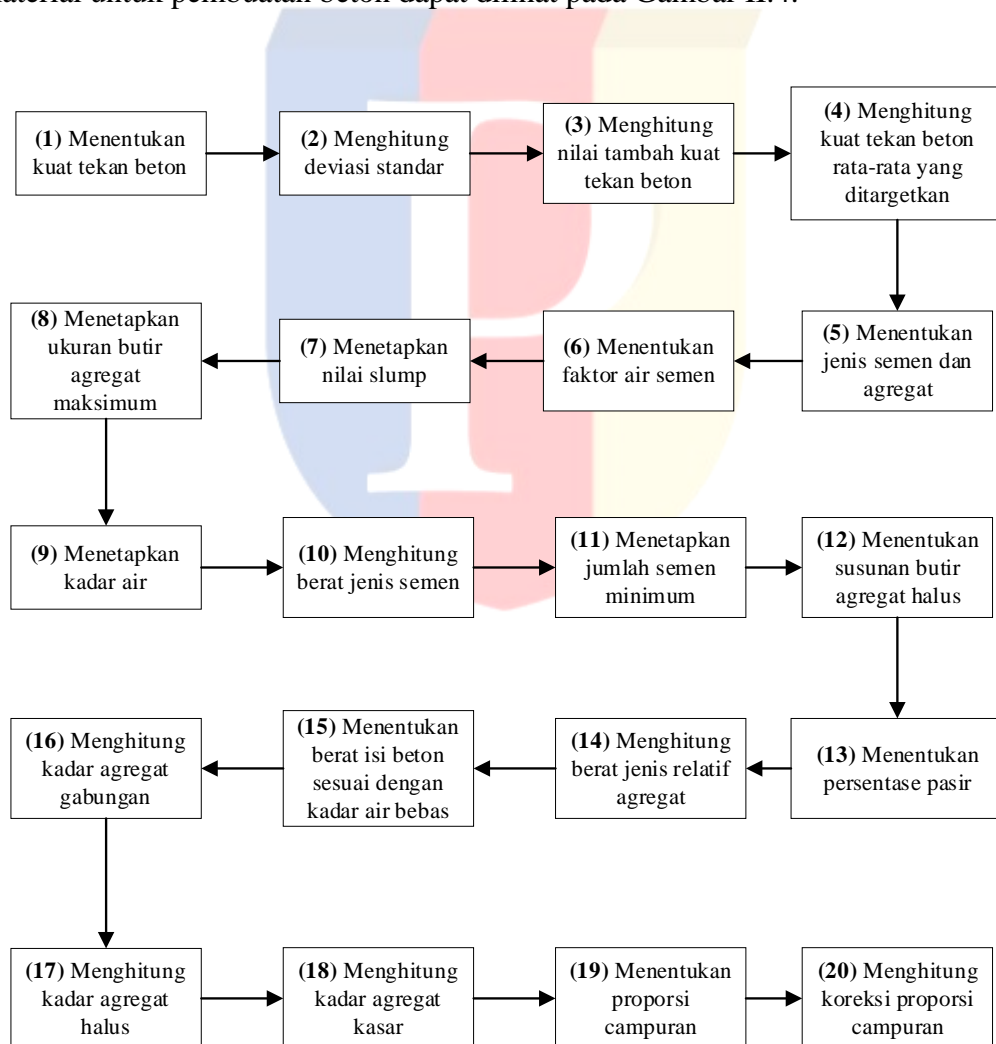 material untuk pembuatan beton dapat dilihat pada Gambar II.4.
(1) Menentukan
kuat tekan beton
(2) Menghitung
deviasi standar
(3) Menghitung
nilai tambah kuat
tekan beton
(4) Menghitung
kuat tekan beton
rata-rata yang
ditargetkan
(5) Menentukan
jenis semen dan
agregat
(6) Menentukan
faktor air semen
(7) Menetapkan
nilai slump
(8) Menetapkan
ukuran butir
agregat
maksimum
(9) Menetapkan
kadar air
(10) Menghitung
berat jenis semen
(11) Menetapkan
jumlah semen
minimum
(12) Menentukan
susunan butir
agregat halus
(13) Menentukan
persentase pasir
(14) Menghitung
berat jenis relatif
agregat
(15) Menentukan
berat isi beton
sesuai dengan
kadar air bebas
(16) Menghitung
kadar agregat
gabungan
(17) Menghitung
kadar agregat
halus
(18) Menghitung
kadar agregat
kasar
(19) Menentukan
proporsi
campuran
(20) Menghitung
koreksi proporsi
campuran